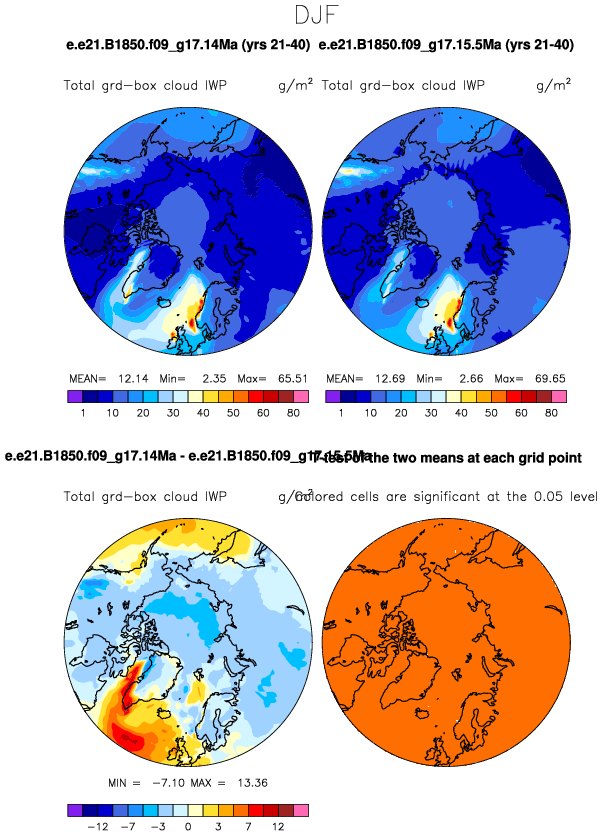 DJF
e.e21.B1850.f09_g17.14Ma (yrs 21-40)
e.e21.B1850.f09_g17.15.5Ma (yrs 21-40)
Total grd-box cloud IWP g/m²
Total grd-box cloud IWP g/m²
MEAN= 12.14 Min= 2.35 Max= 65.51
MEAN= 12.69 Min= 2.66 Max= 69.65
1 10 20 30 40 50 60 80
1 10 20 30 40 50 60 80
e.e21.B1850.f09_g17.14Ma - e.e21.B1850.f09_g17.15.5Ma
T-test of the two means at each grid point
Total grd-box cloud IWP g/m²
Colored cells are significant at the 0.05 level
MIN = -7.10 MAX = 13.36
-12 -7 -3 0 3 7 12